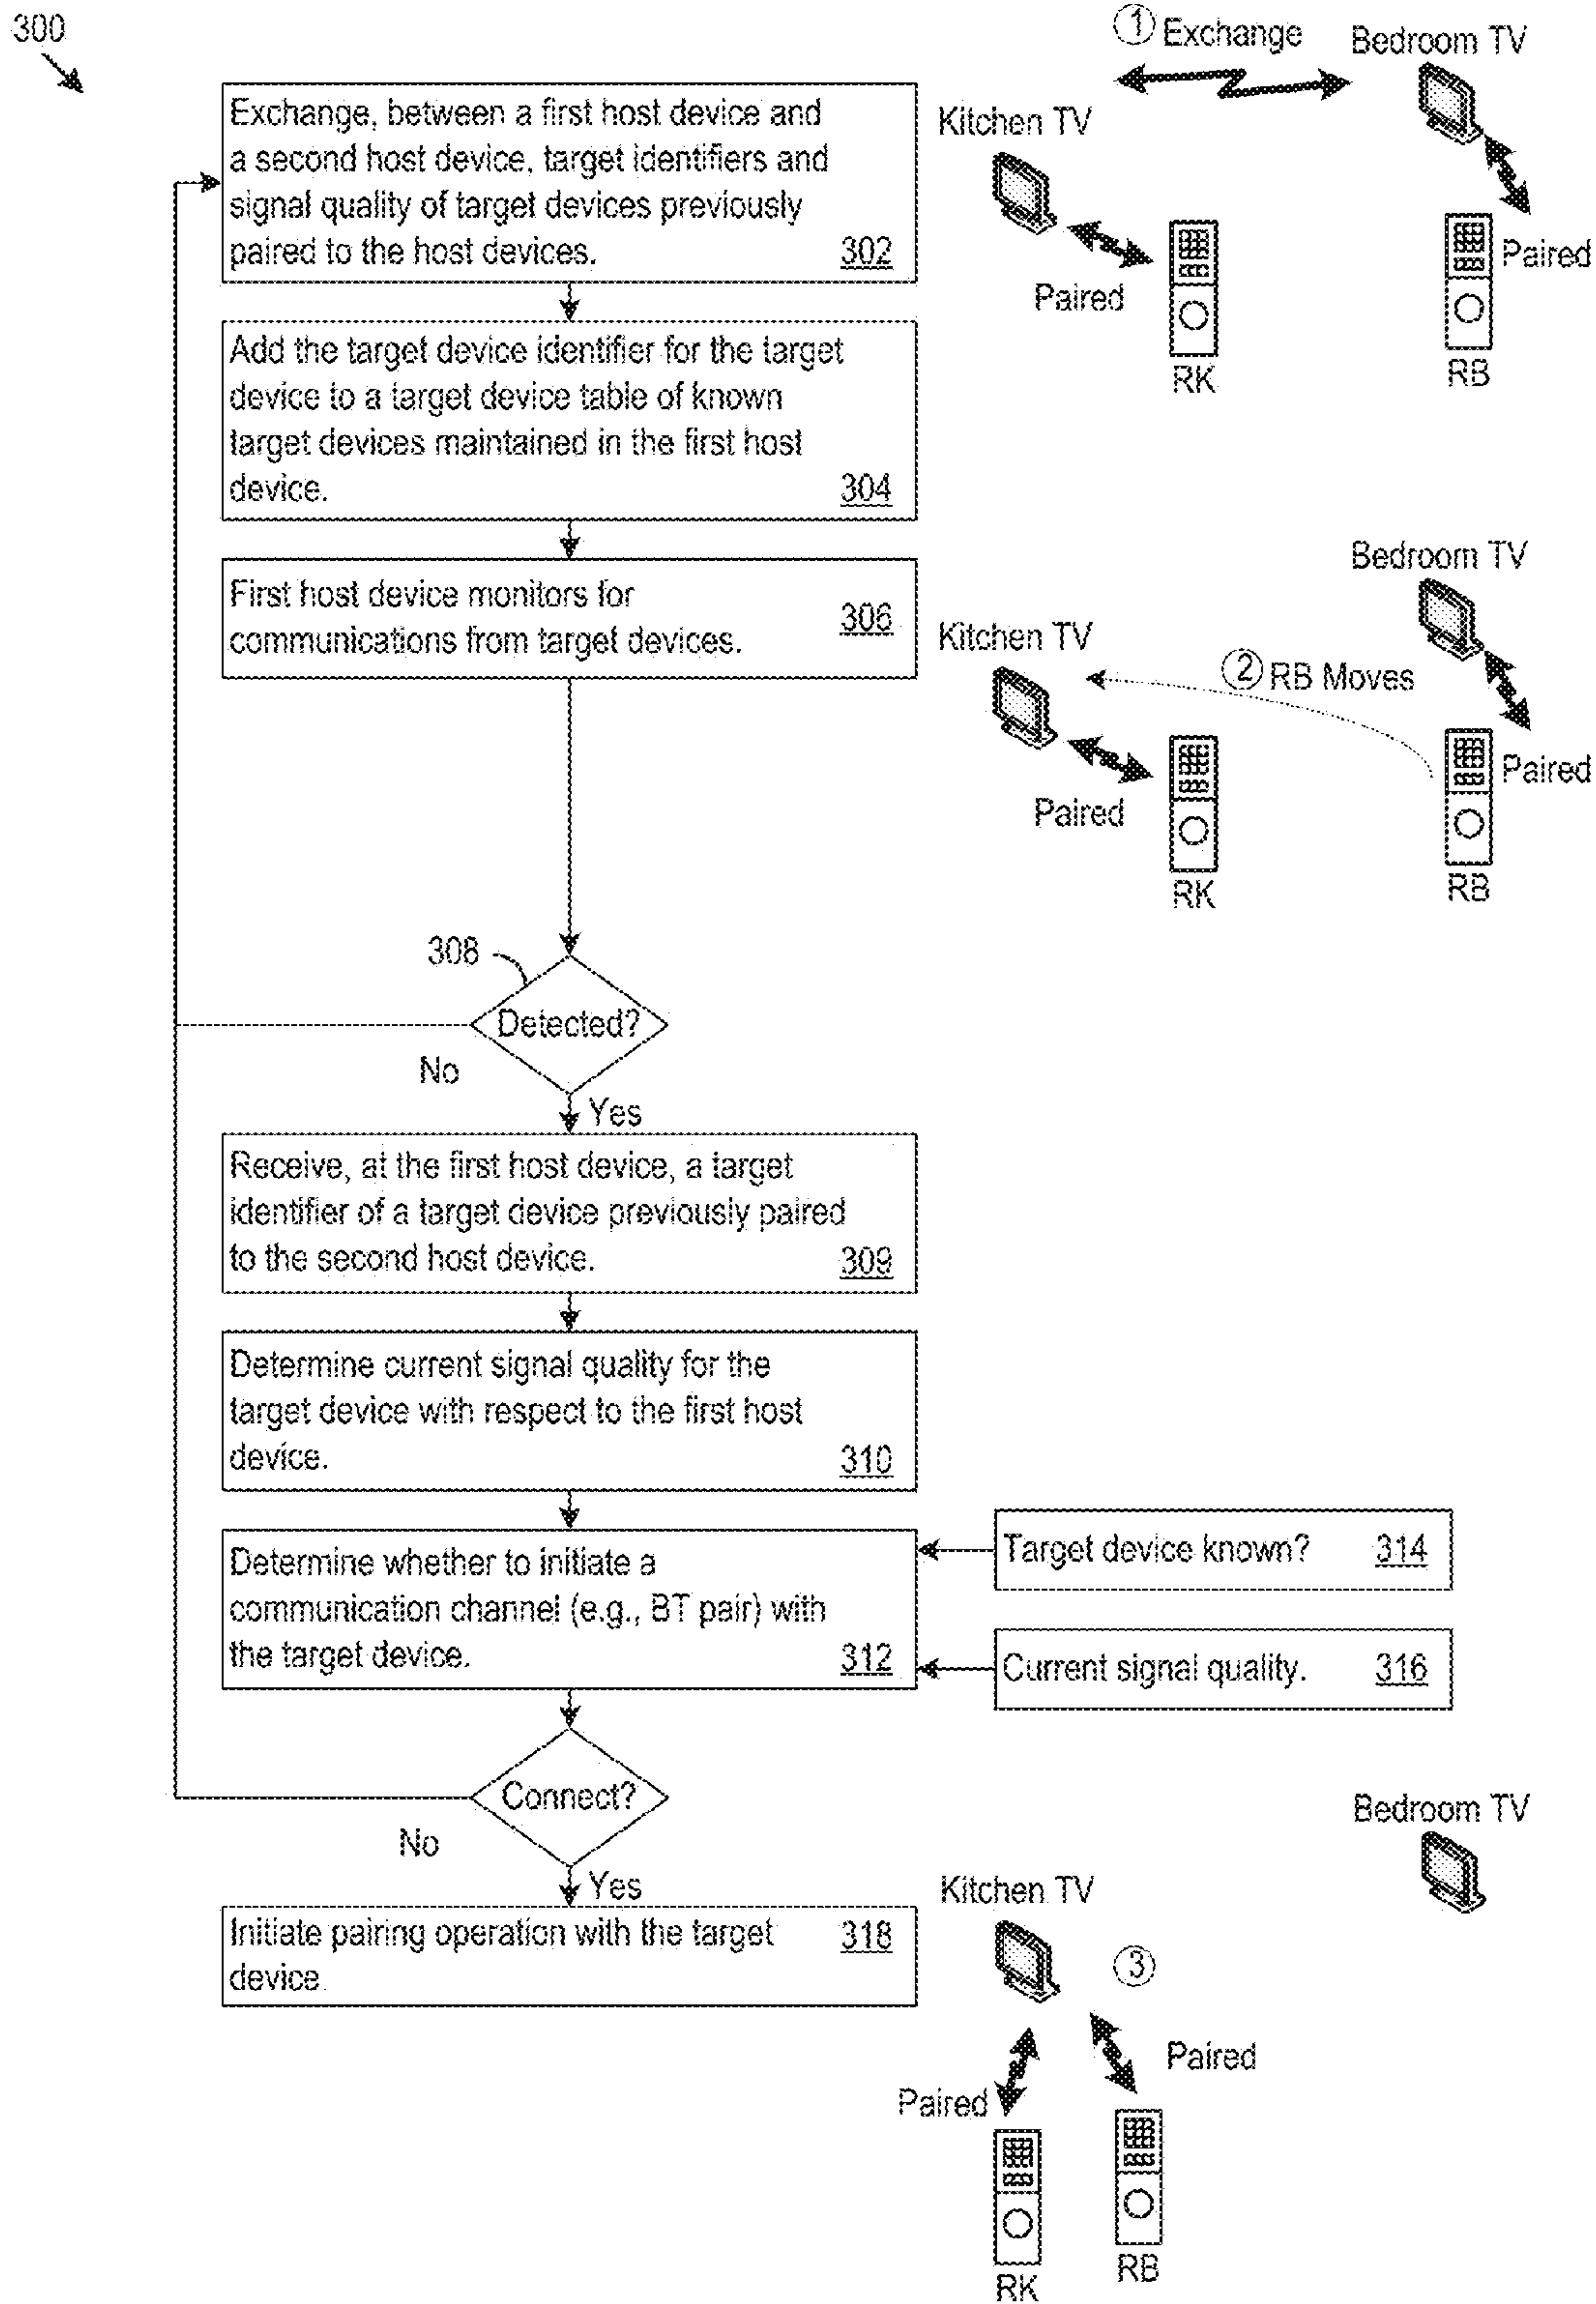 300
① Exchange
Bedroom TV
Kitchen TV
Exchange, between a first host device and
a second host device, target identifiers and
signal quality of target devices previously
paired to the host devices. 302
Paired
Paired
RK
RB
Add the target device identifier for the target
device to a target device table of known
target devices maintained in the first host
device. 304
First host device monitors for
communications from target devices. 306
Bedroom TV
Kitchen TV
② RB Moves
Paired
Paired
RK
RB
308
Detected?
No
Yes
Receive, at the first host device, a target
identifier of a target device previously paired
to the second host device. 309
Determine current signal quality for the
target device with respect to the first host
device. 310
Determine whether to initiate a
communication channel (e.g., BT pair) with
the target device. 312
Target device known? 314
Current signal quality. 316
Connect?
No
Yes
Initiate pairing operation with the target
device. 318
Bedroom TV
Kitchen TV
③
Paired
Paired
RK
RB